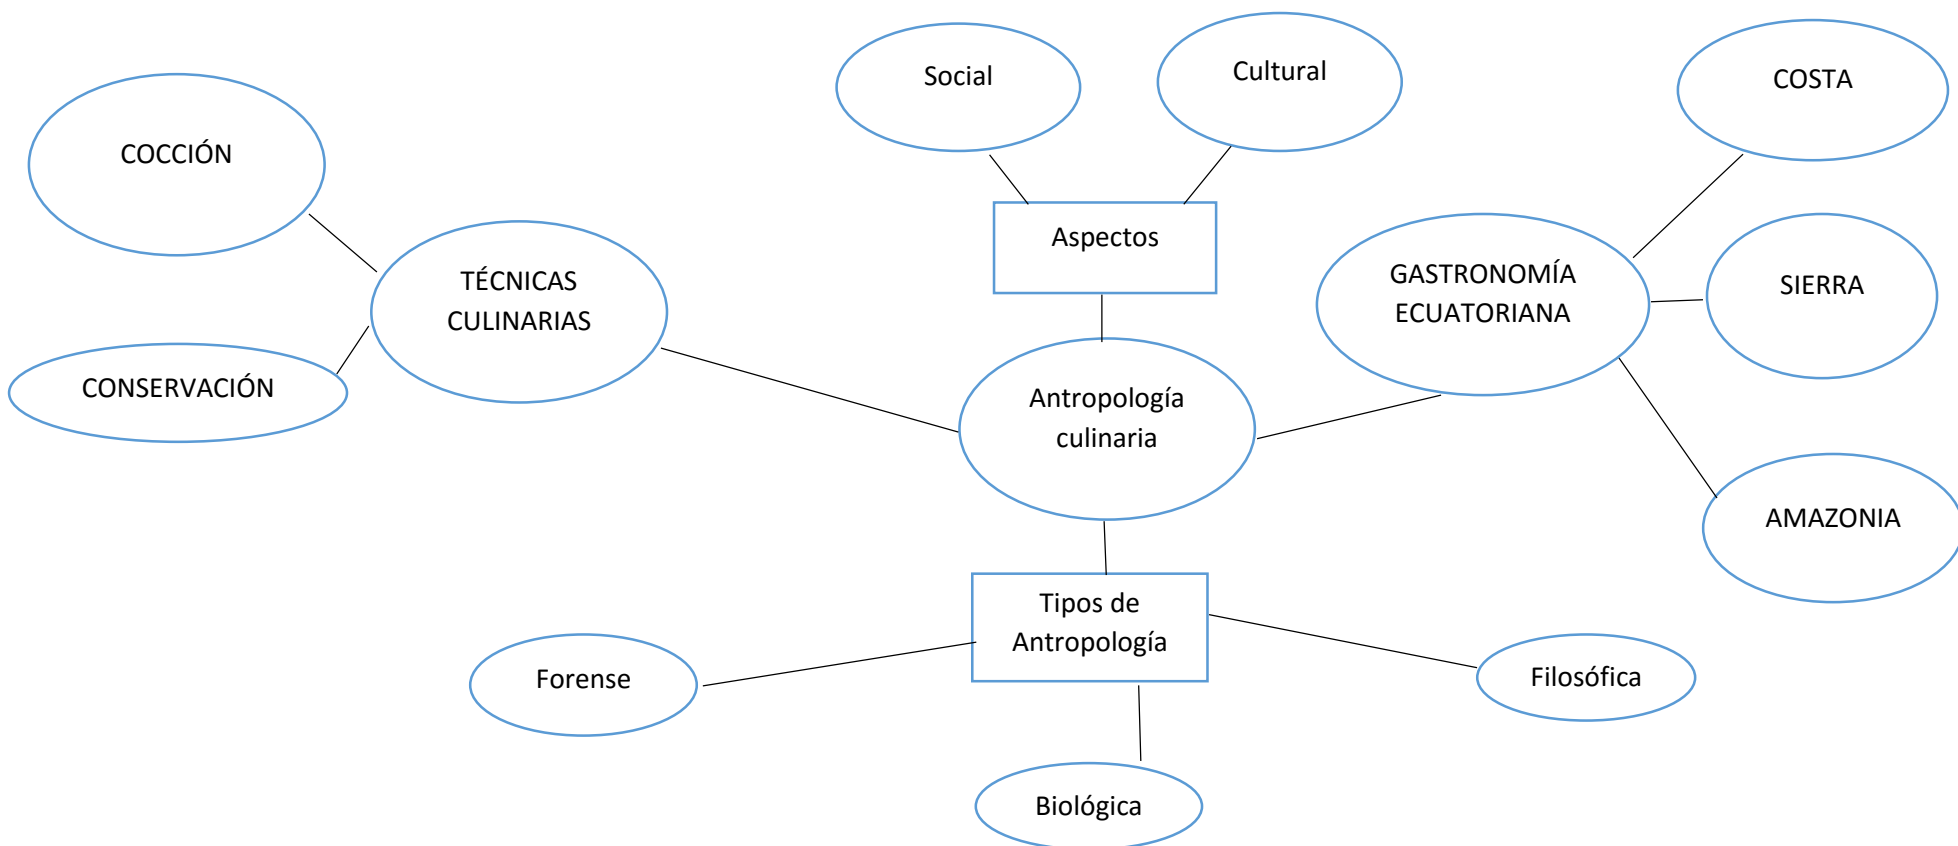 Social
Cultural
COSTA
COCCIÓN
Aspectos
TÉCNICAS
CULINARIAS
GASTRONOMÍA
ECUATORIANA
SIERRA
CONSERVACIÓN
Antropología
culinaria
AMAZONIA
Tipos de
Antropología
Forense
Filosófica
Biológica